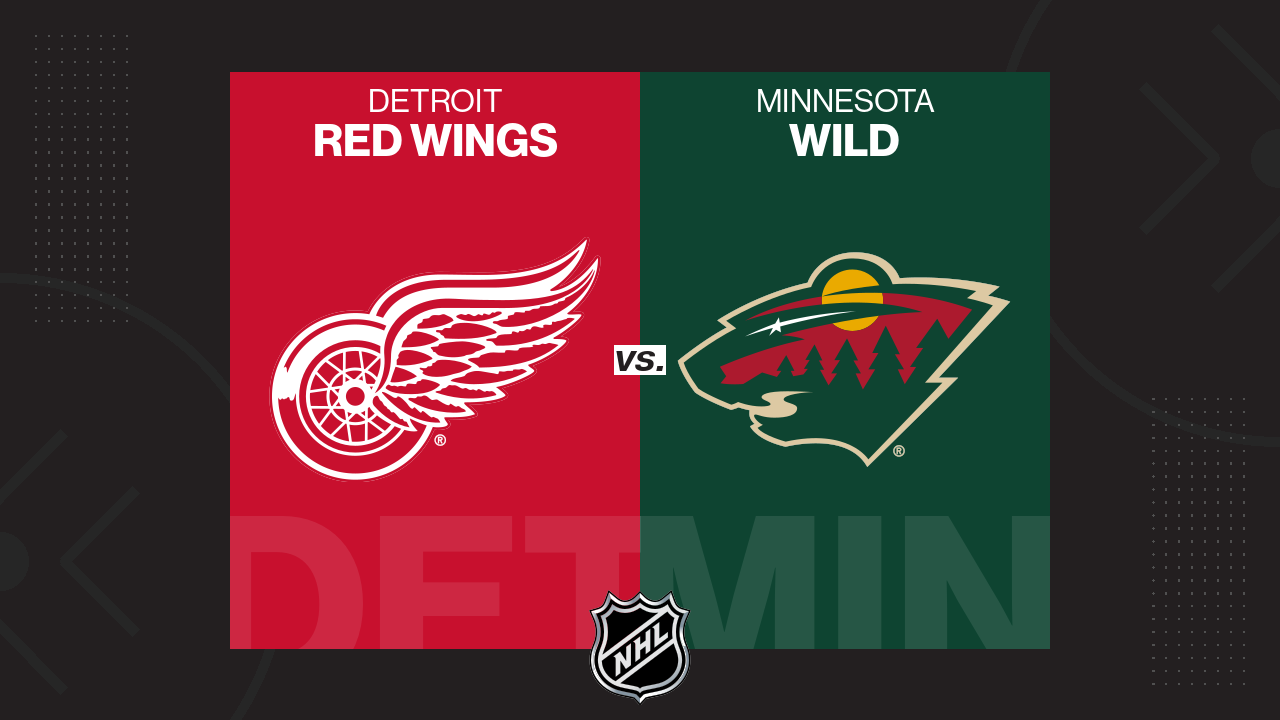 DETROIT
RED WINGS
MINNESOTA
WILD
vs.
®
®
DET
MIN
NHL